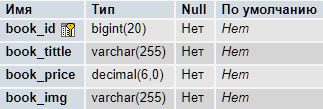 Имя Тип Null По умолчанию
book_id bigint(20) Нет Нет
book_tittle varchar(255) Нет Нет
book_price decimal(6,0) Нет Нет
book_img varchar(255) Нет Нет